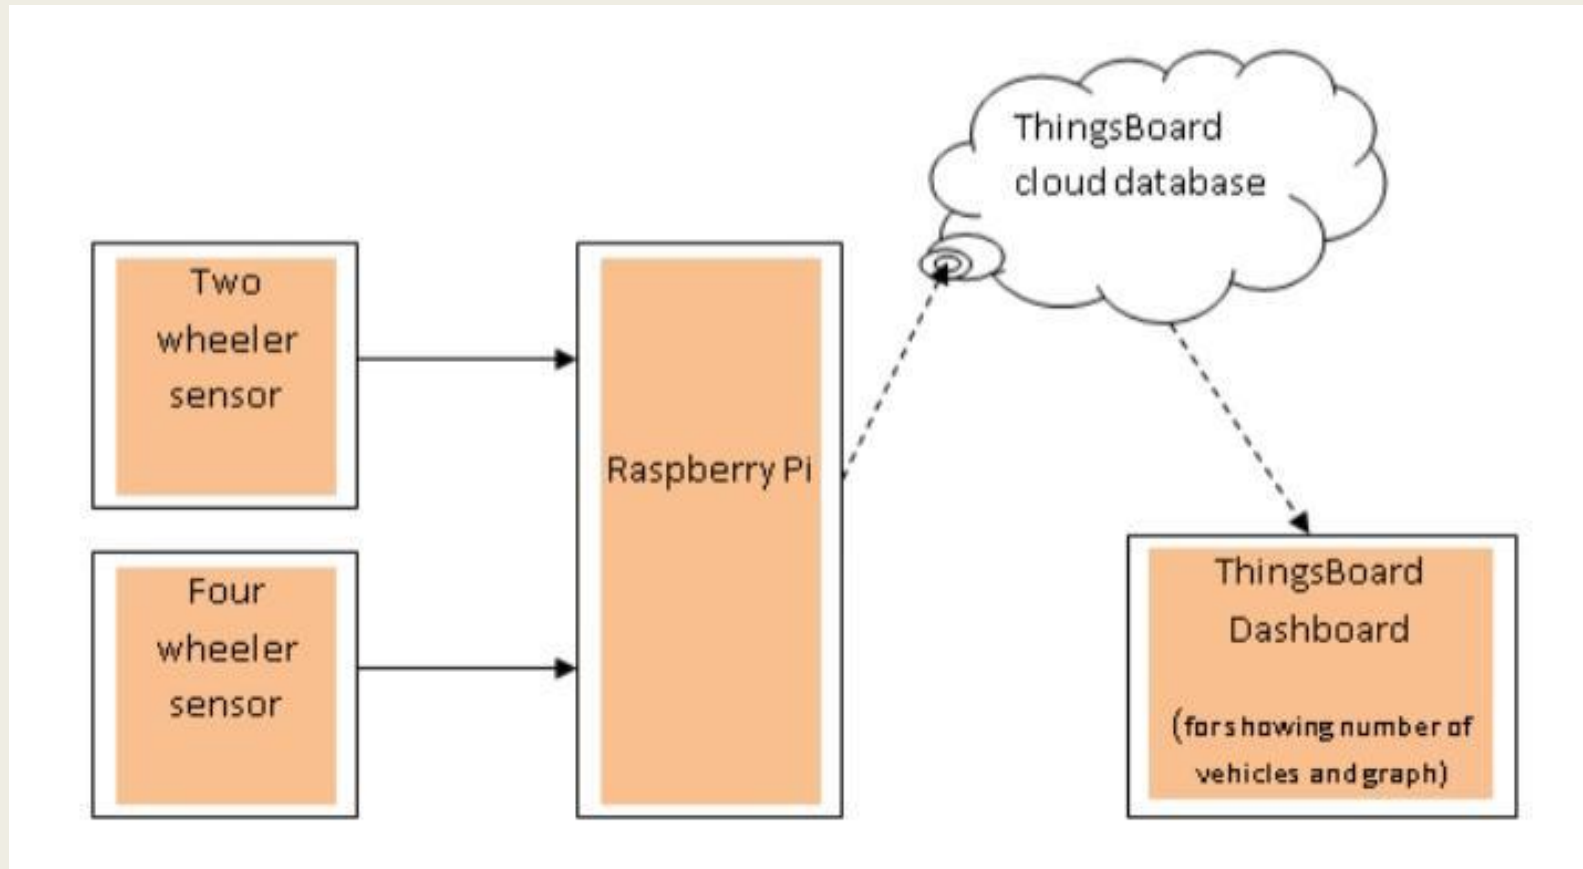 Two
wheeler
sensor
Four
wheeler
sensor
Raspberry Pi
ThingsBoard
cloud database
ThingsBoard
Dashboard
(for showing number of
vehicles and graph)